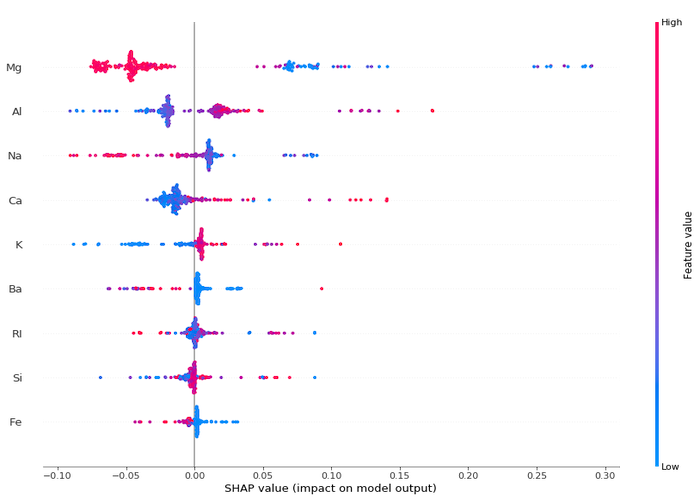 High
Mg
Al
Na
Ca
K
Ba
RI
Si
Fe
Feature value
Low
−0.10 −0.05 0.00 0.05 0.10 0.15 0.20 0.25 0.30
SHAP value (impact on model output)